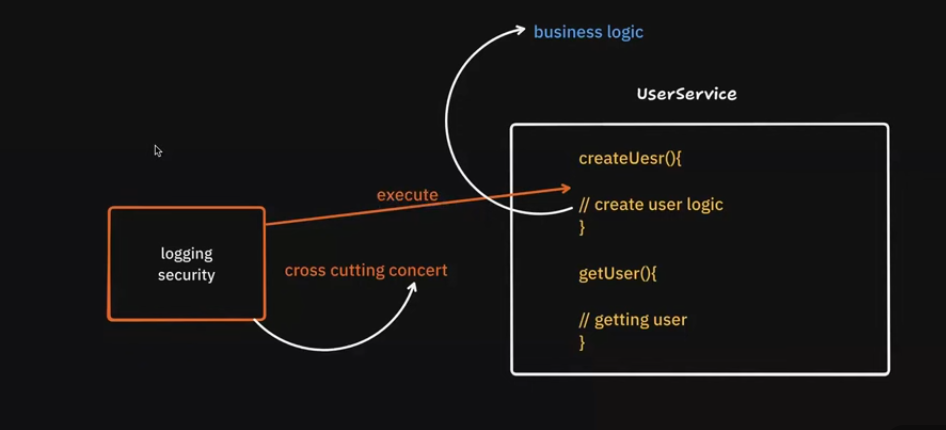 business logic
UserService
createUesr(){
execute
// create user logic
}
logging
security
cross cutting concert
getUser(){
// getting user
}